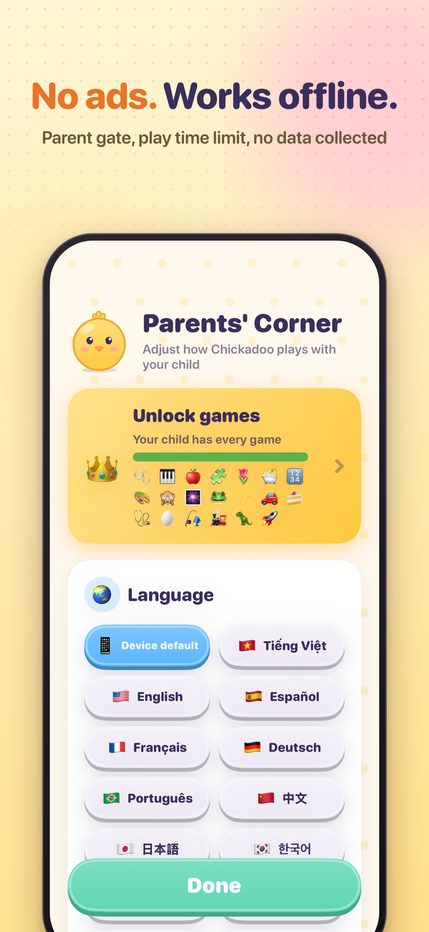 No ads. Works offline.
Parent gate, play time limit, no data collected
Parents' Corner
Adjust how Chickadoo plays with
your child
Unlock games
Your child has every game
Language
Device default
Tiếng Việt
English
Español
Français
Deutsch
Português
中文
日本語
한국어
Done